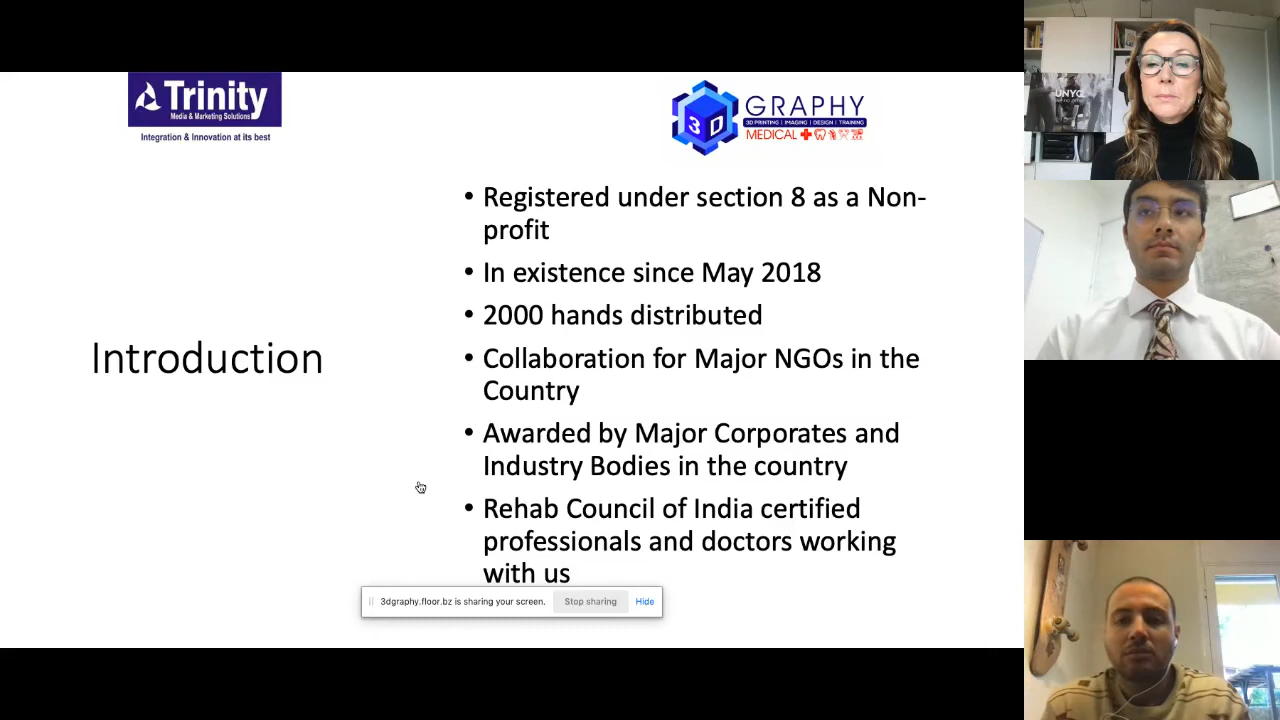 Trinity
Media & Marketing Solutions
Integration & Innovation at its best
3D
GRAPHY
3D PRINTING | IMAGING | DESIGN | TRAINING
MEDICAL
Introduction
• Registered under section 8 as a Non-
profit
• In existence since May 2018
• 2000 hands distributed
• Collaboration for Major NGOs in the
Country
• Awarded by Major Corporates and
Industry Bodies in the country
• Rehab Council of India certified
professionals and doctors working
with us
3dgraphy.floor.bz is sharing your screen.
Stop sharing
Hide
UNYQ